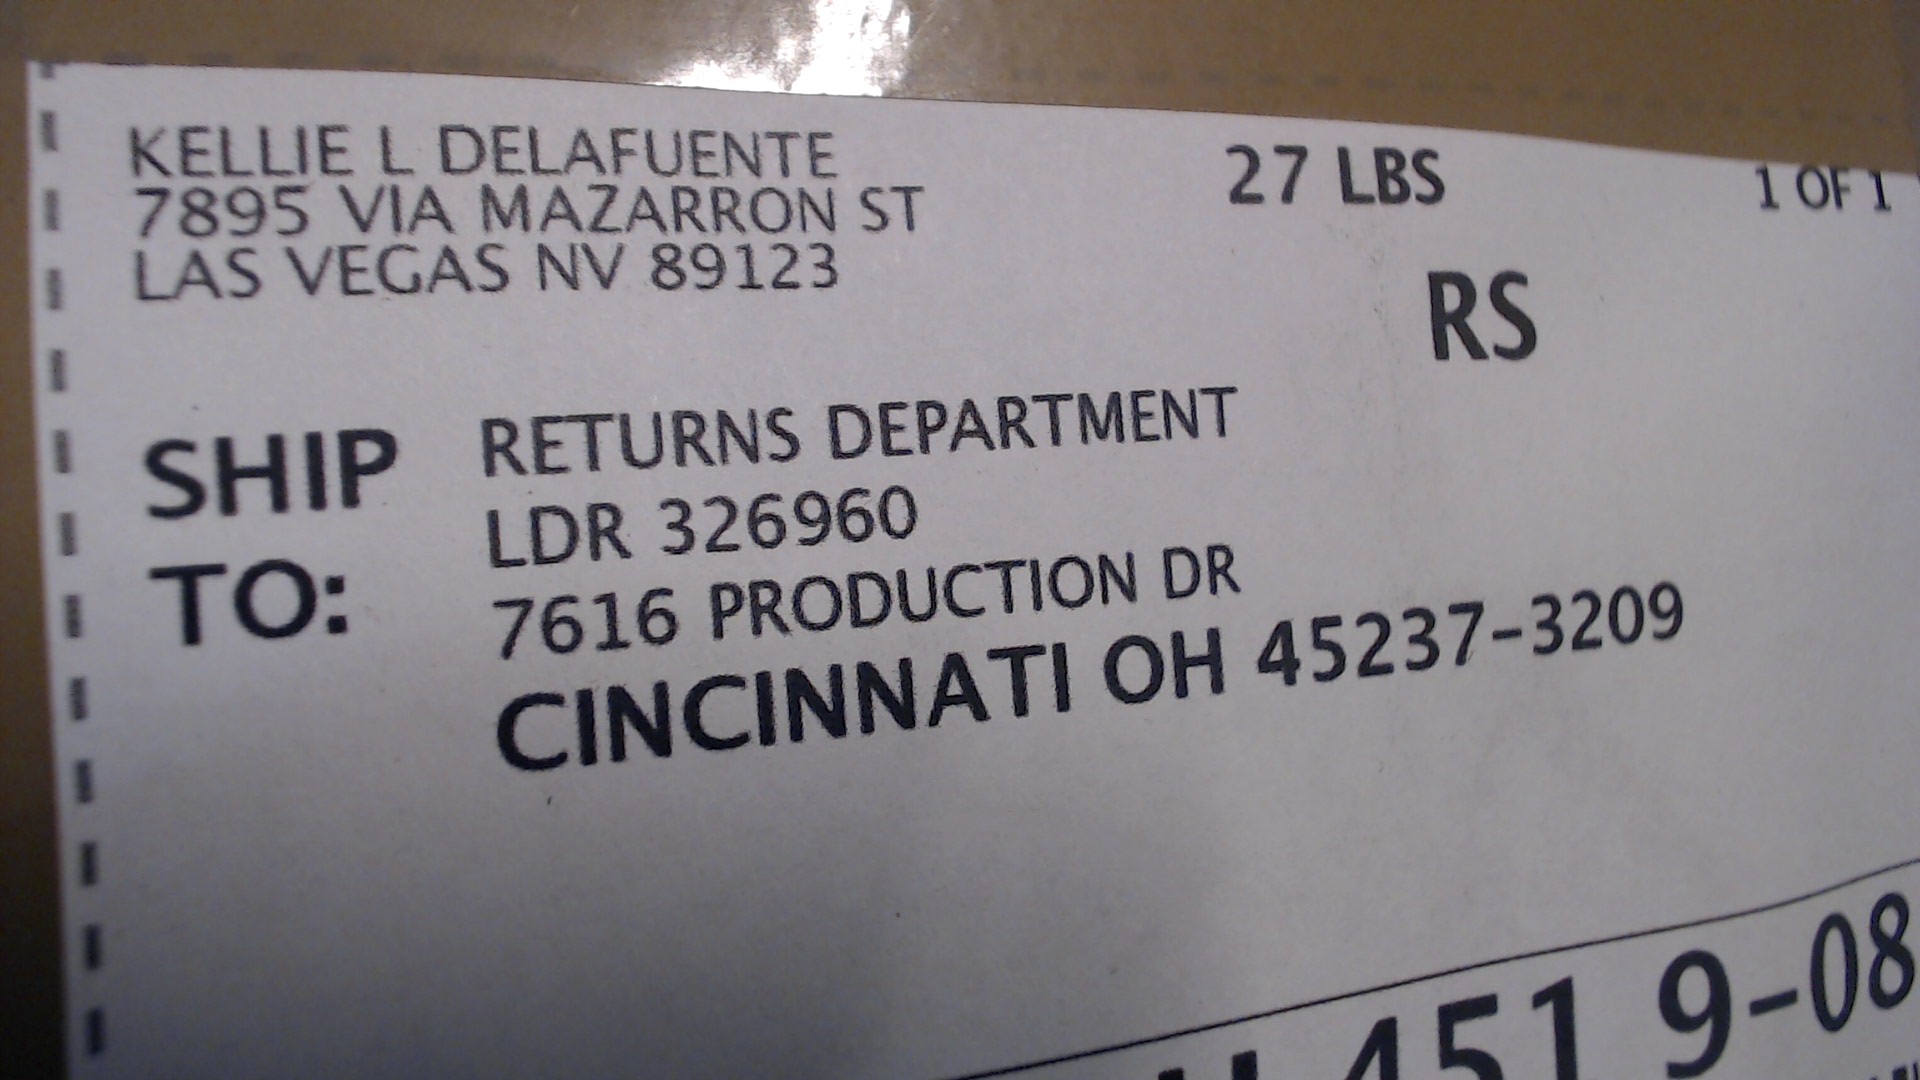 KELLIE L DELAFUENTE
7895 VIA MAZARRON ST
LAS VEGAS NV 89123
27 LBS
1 OF 1
RS
SHIP TO:
RETURNS DEPARTMENT
LDR 326960
7616 PRODUCTION DR
CINCINNATI OH 45237-3209
451 9-08